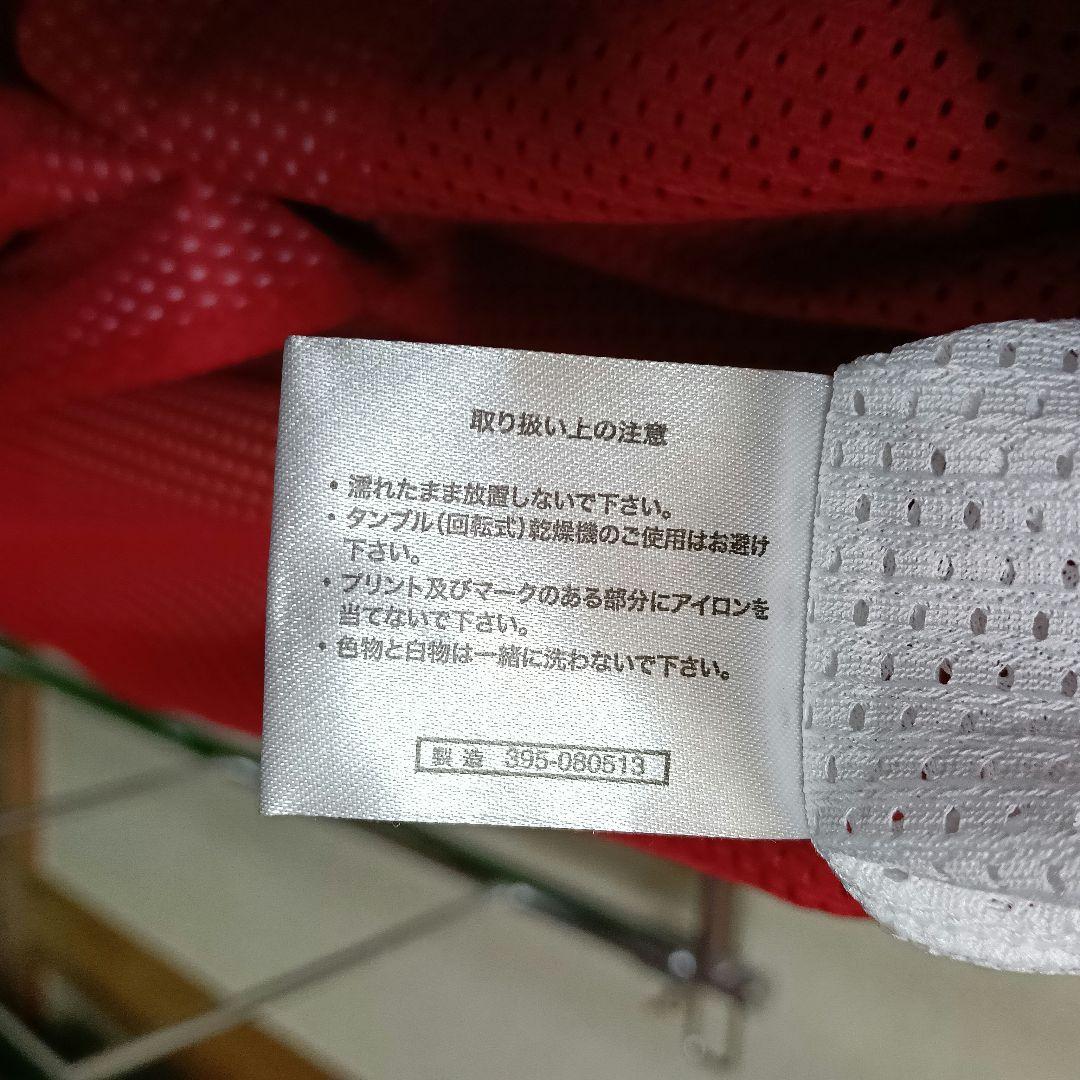 取り扱い上の注意
・濡れたまま放置しないで下さい。
・タンブル(回転式)乾燥機のご使用はお避け
下さい。
・プリント及びマークのある部分にアイロンを
当てないで下さい。
・色物と白物は一緒に洗わないで下さい。
製造 395-080513